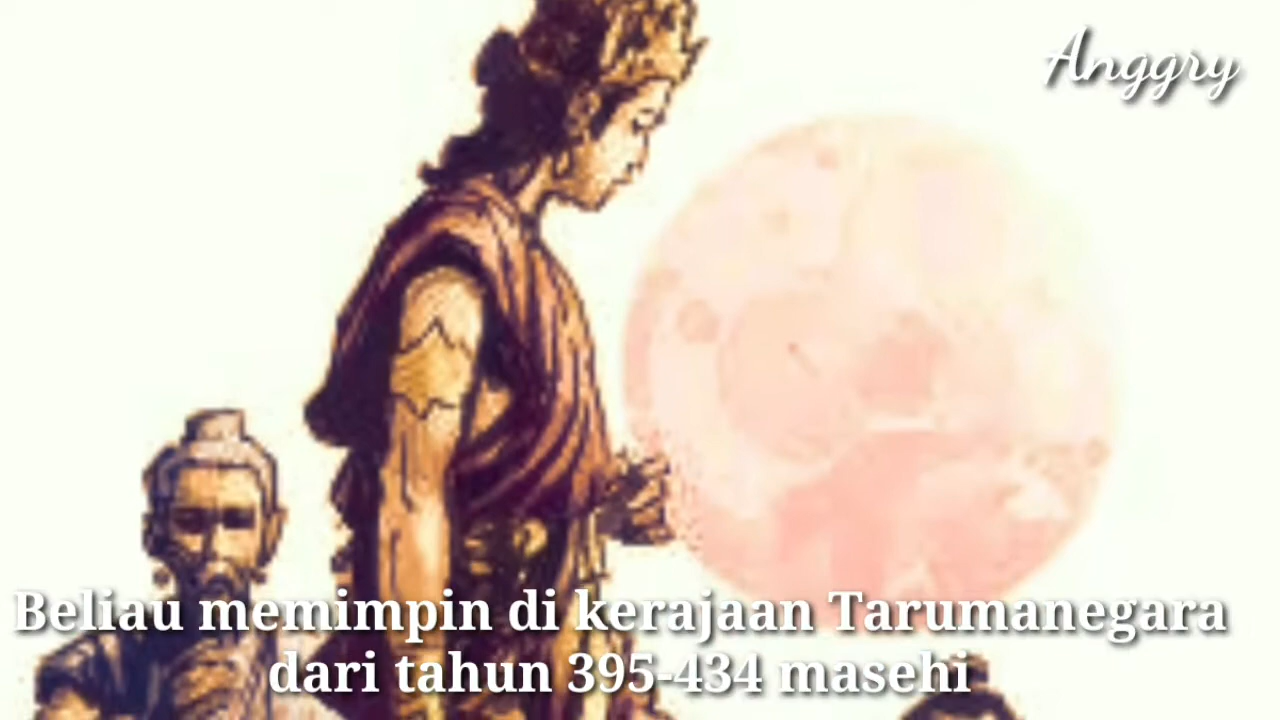 Anggry
Beliau memimpin di kerajaan Tarumanegara
dari tahun 395-434 masehi